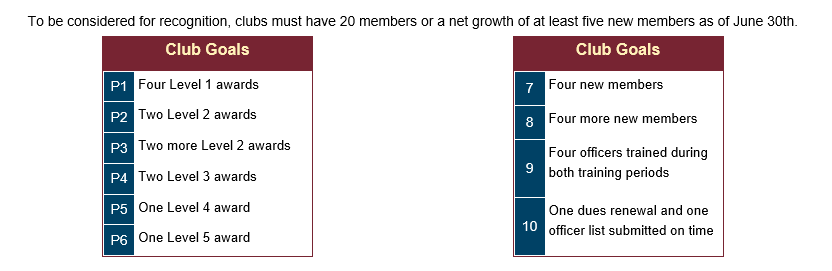 To be considered for recognition, clubs must have 20 members or a net growth of at least five new members as of June 30th.
Club Goals
P1 Four Level 1 awards
P2 Two Level 2 awards
P3 Two more Level 2 awards
P4 Two Level 3 awards
P5 One Level 4 award
P6 One Level 5 award
Club Goals
7 Four new members
8 Four more new members
9 Four officers trained during
both training periods
10 One dues renewal and one
officer list submitted on time